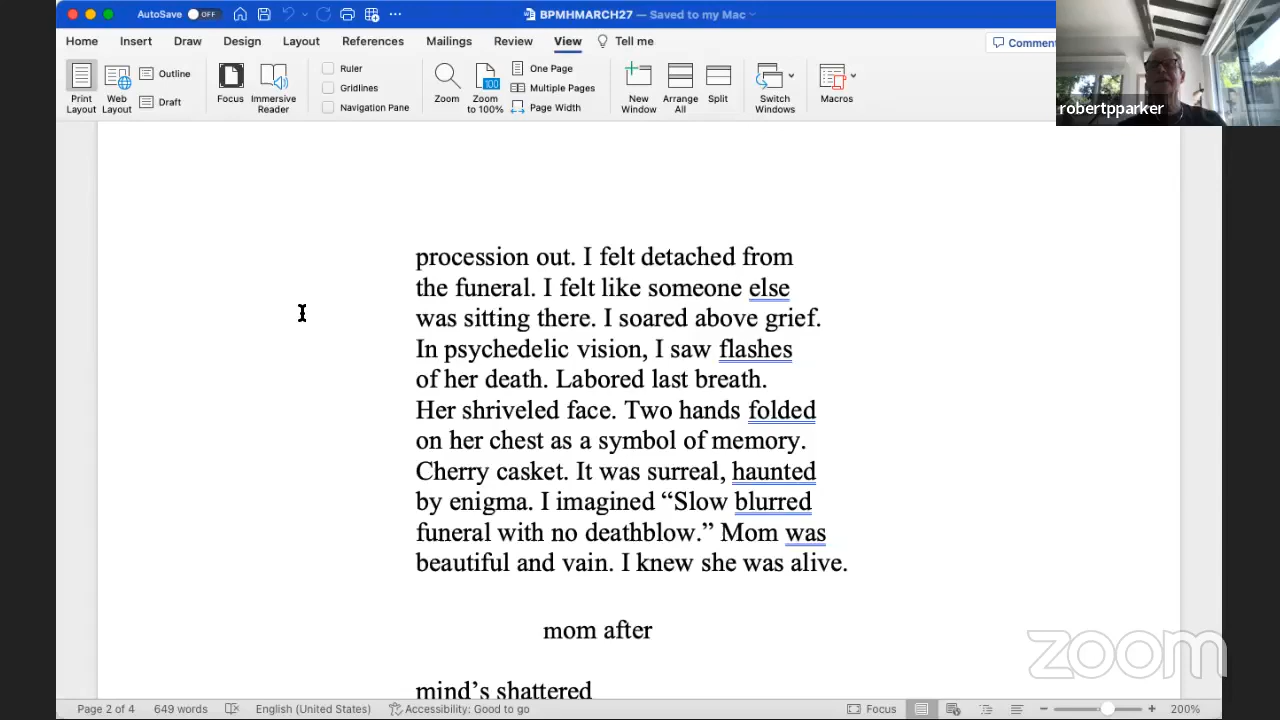 AutoSave OFF
BPMHMARCH27 — Saved to my Mac
Home Insert Draw Design Layout References Mailings Review View Tell me
Commen
Print Layout
Web Layout
Outline
Draft
Focus
Immersive Reader
Ruler
Gridlines
Navigation Pane
Zoom
100
Zoom to 100%
One Page
Multiple Pages
Page Width
New Window
Arrange All
Split
Switch Windows
Macros
robertpparker
procession out. I felt detached from
the funeral. I felt like someone else
was sitting there. I soared above grief.
In psychedelic vision, I saw flashes
of her death. Labored last breath.
Her shriveled face. Two hands folded
on her chest as a symbol of memory.
Cherry casket. It was surreal, haunted
by enigma. I imagined “Slow blurred
funeral with no deathblow.” Mom was
beautiful and vain. I knew she was alive.
mom after
mind’s shattered
zoom
Page 2 of 4 649 words English (United States) Accessibility: Good to go Focus 200%